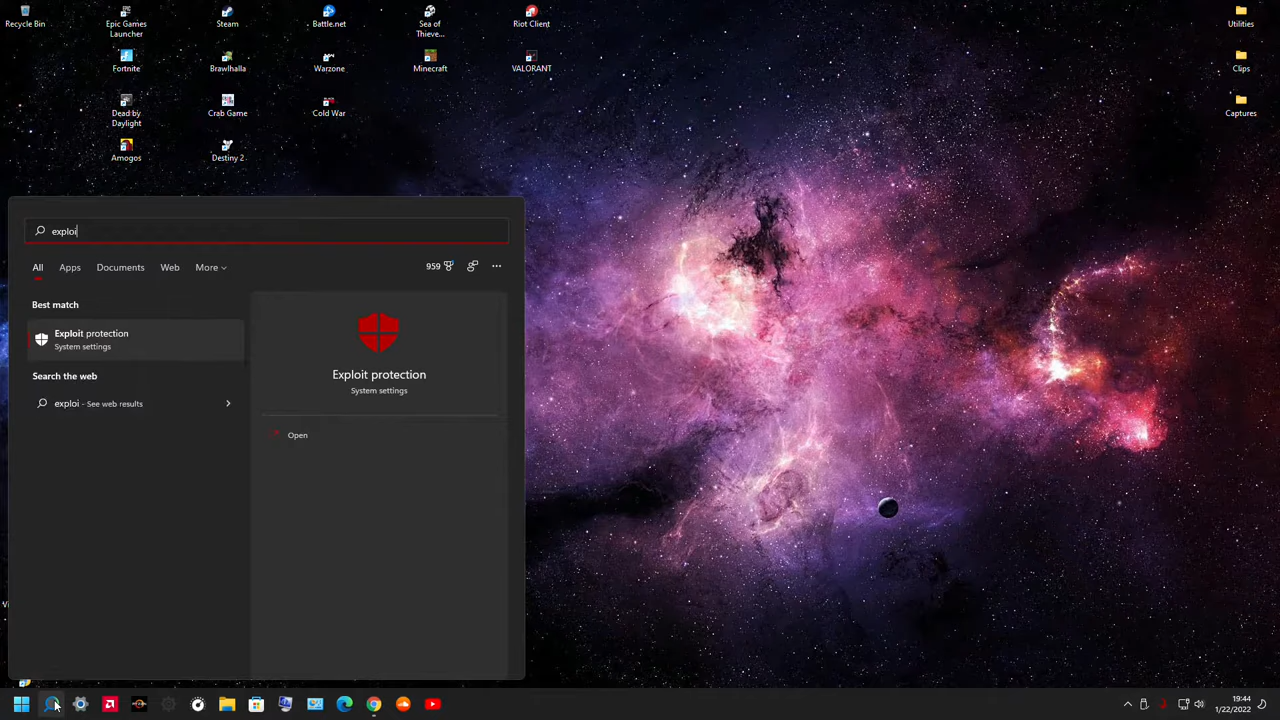 Recycle Bin
Epic Games
Launcher
Steam
Battle.net
Sea of
Thieve...
Riot Client
Utilities
Fortnite
Brawlhalla
Warzone
Minecraft
VALORANT
Clips
Dead by
Daylight
Crab Game
Cold War
Captures
Amogos
Destiny 2
exploi
All
Apps
Documents
Web
More
959
Best match
Exploit protection
System settings
Search the web
exploi - See web results
Exploit protection
System settings
Open
19:44
1/22/2022